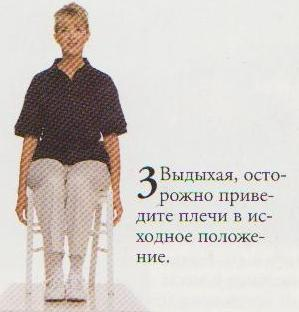 3 Выдыхая, осто-
рожно приве-
дите плечи в ис-
ходное положе-
ние.